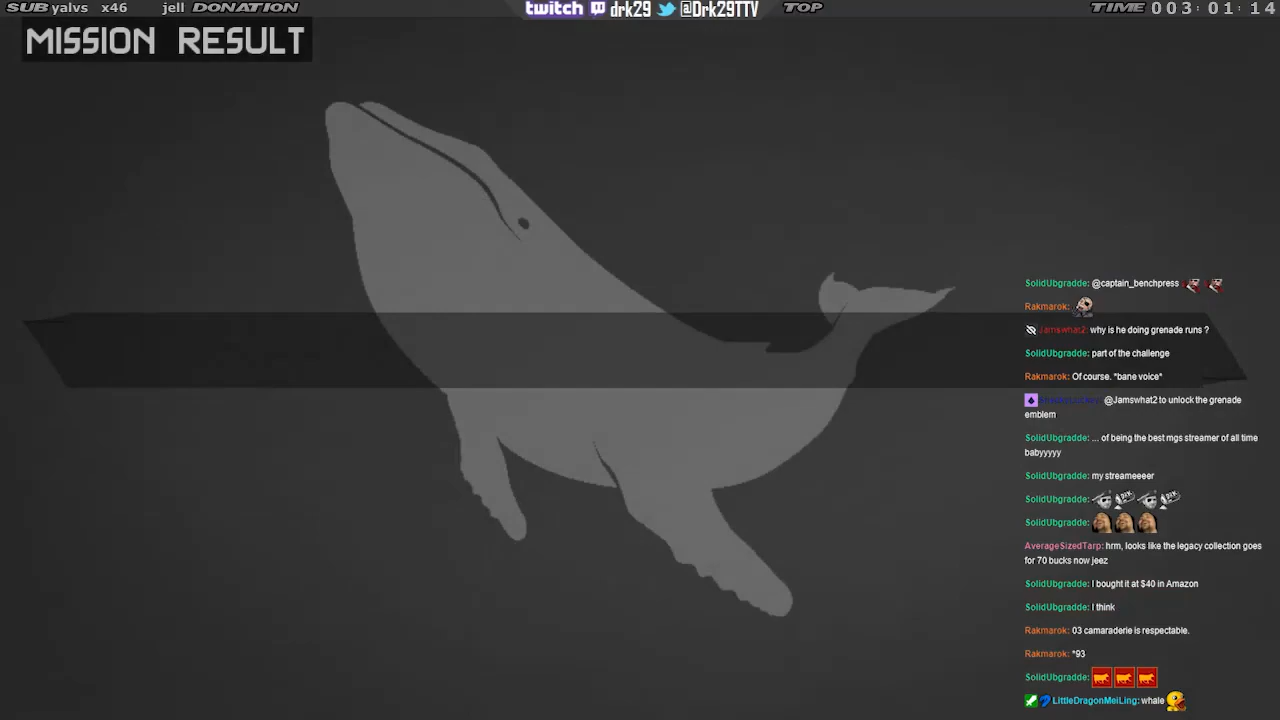 SUB yalvs x46 jell DONATION twitch drk29 @Drk29TTV TOP TIME 003:01:14
MISSION RESULT
SolidUbgradde: @captain_benchpress
Rakmarok:
Jamswhat2: why is he doing grenade runs ?
SolidUbgradde: part of the challenge
Rakmarok: Of course. *bane voice*
@Jamswhat2 to unlock the grenade
emblem
SolidUbgradde: ... of being the best mgs streamer of all time
babyyyyy
SolidUbgradde: my streameeeer
SolidUbgradde:
SolidUbgradde:
AverageSizedTarp: hrm, looks like the legacy collection goes
for 70 bucks now jeez
SolidUbgradde: I bought it at $40 in Amazon
SolidUbgradde: I think
Rakmarok: 03 camaraderie is respectable.
Rakmarok: *93
SolidUbgradde:
LittleDragonMeiLing: whale